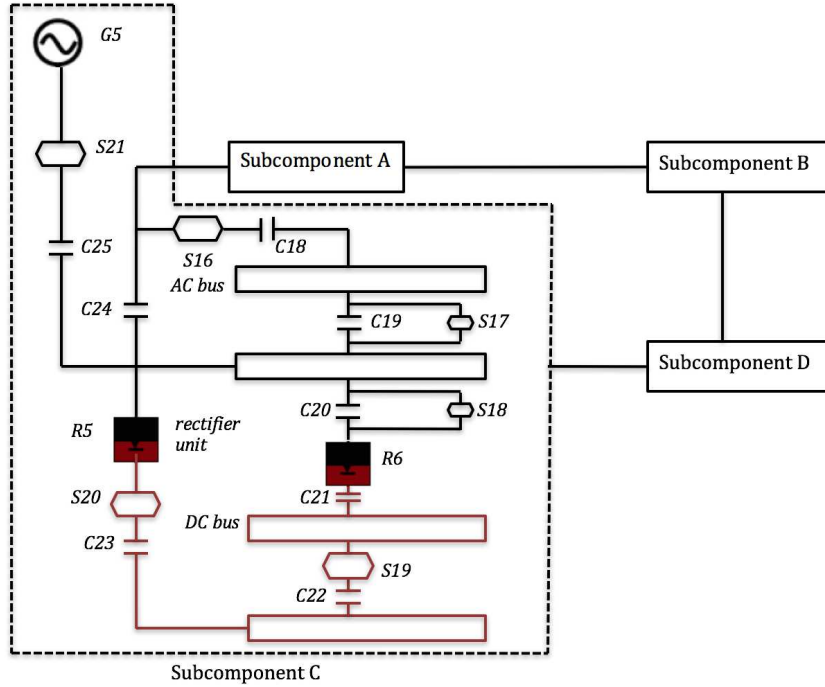 G5
S21
Subcomponent A
Subcomponent B
C25
S16
C18
AC bus
C24
C19
S17
Subcomponent D
C20
S18
R5
rectifier
unit
R6
S20
C21
DC bus
C23
S19
C22
Subcomponent C